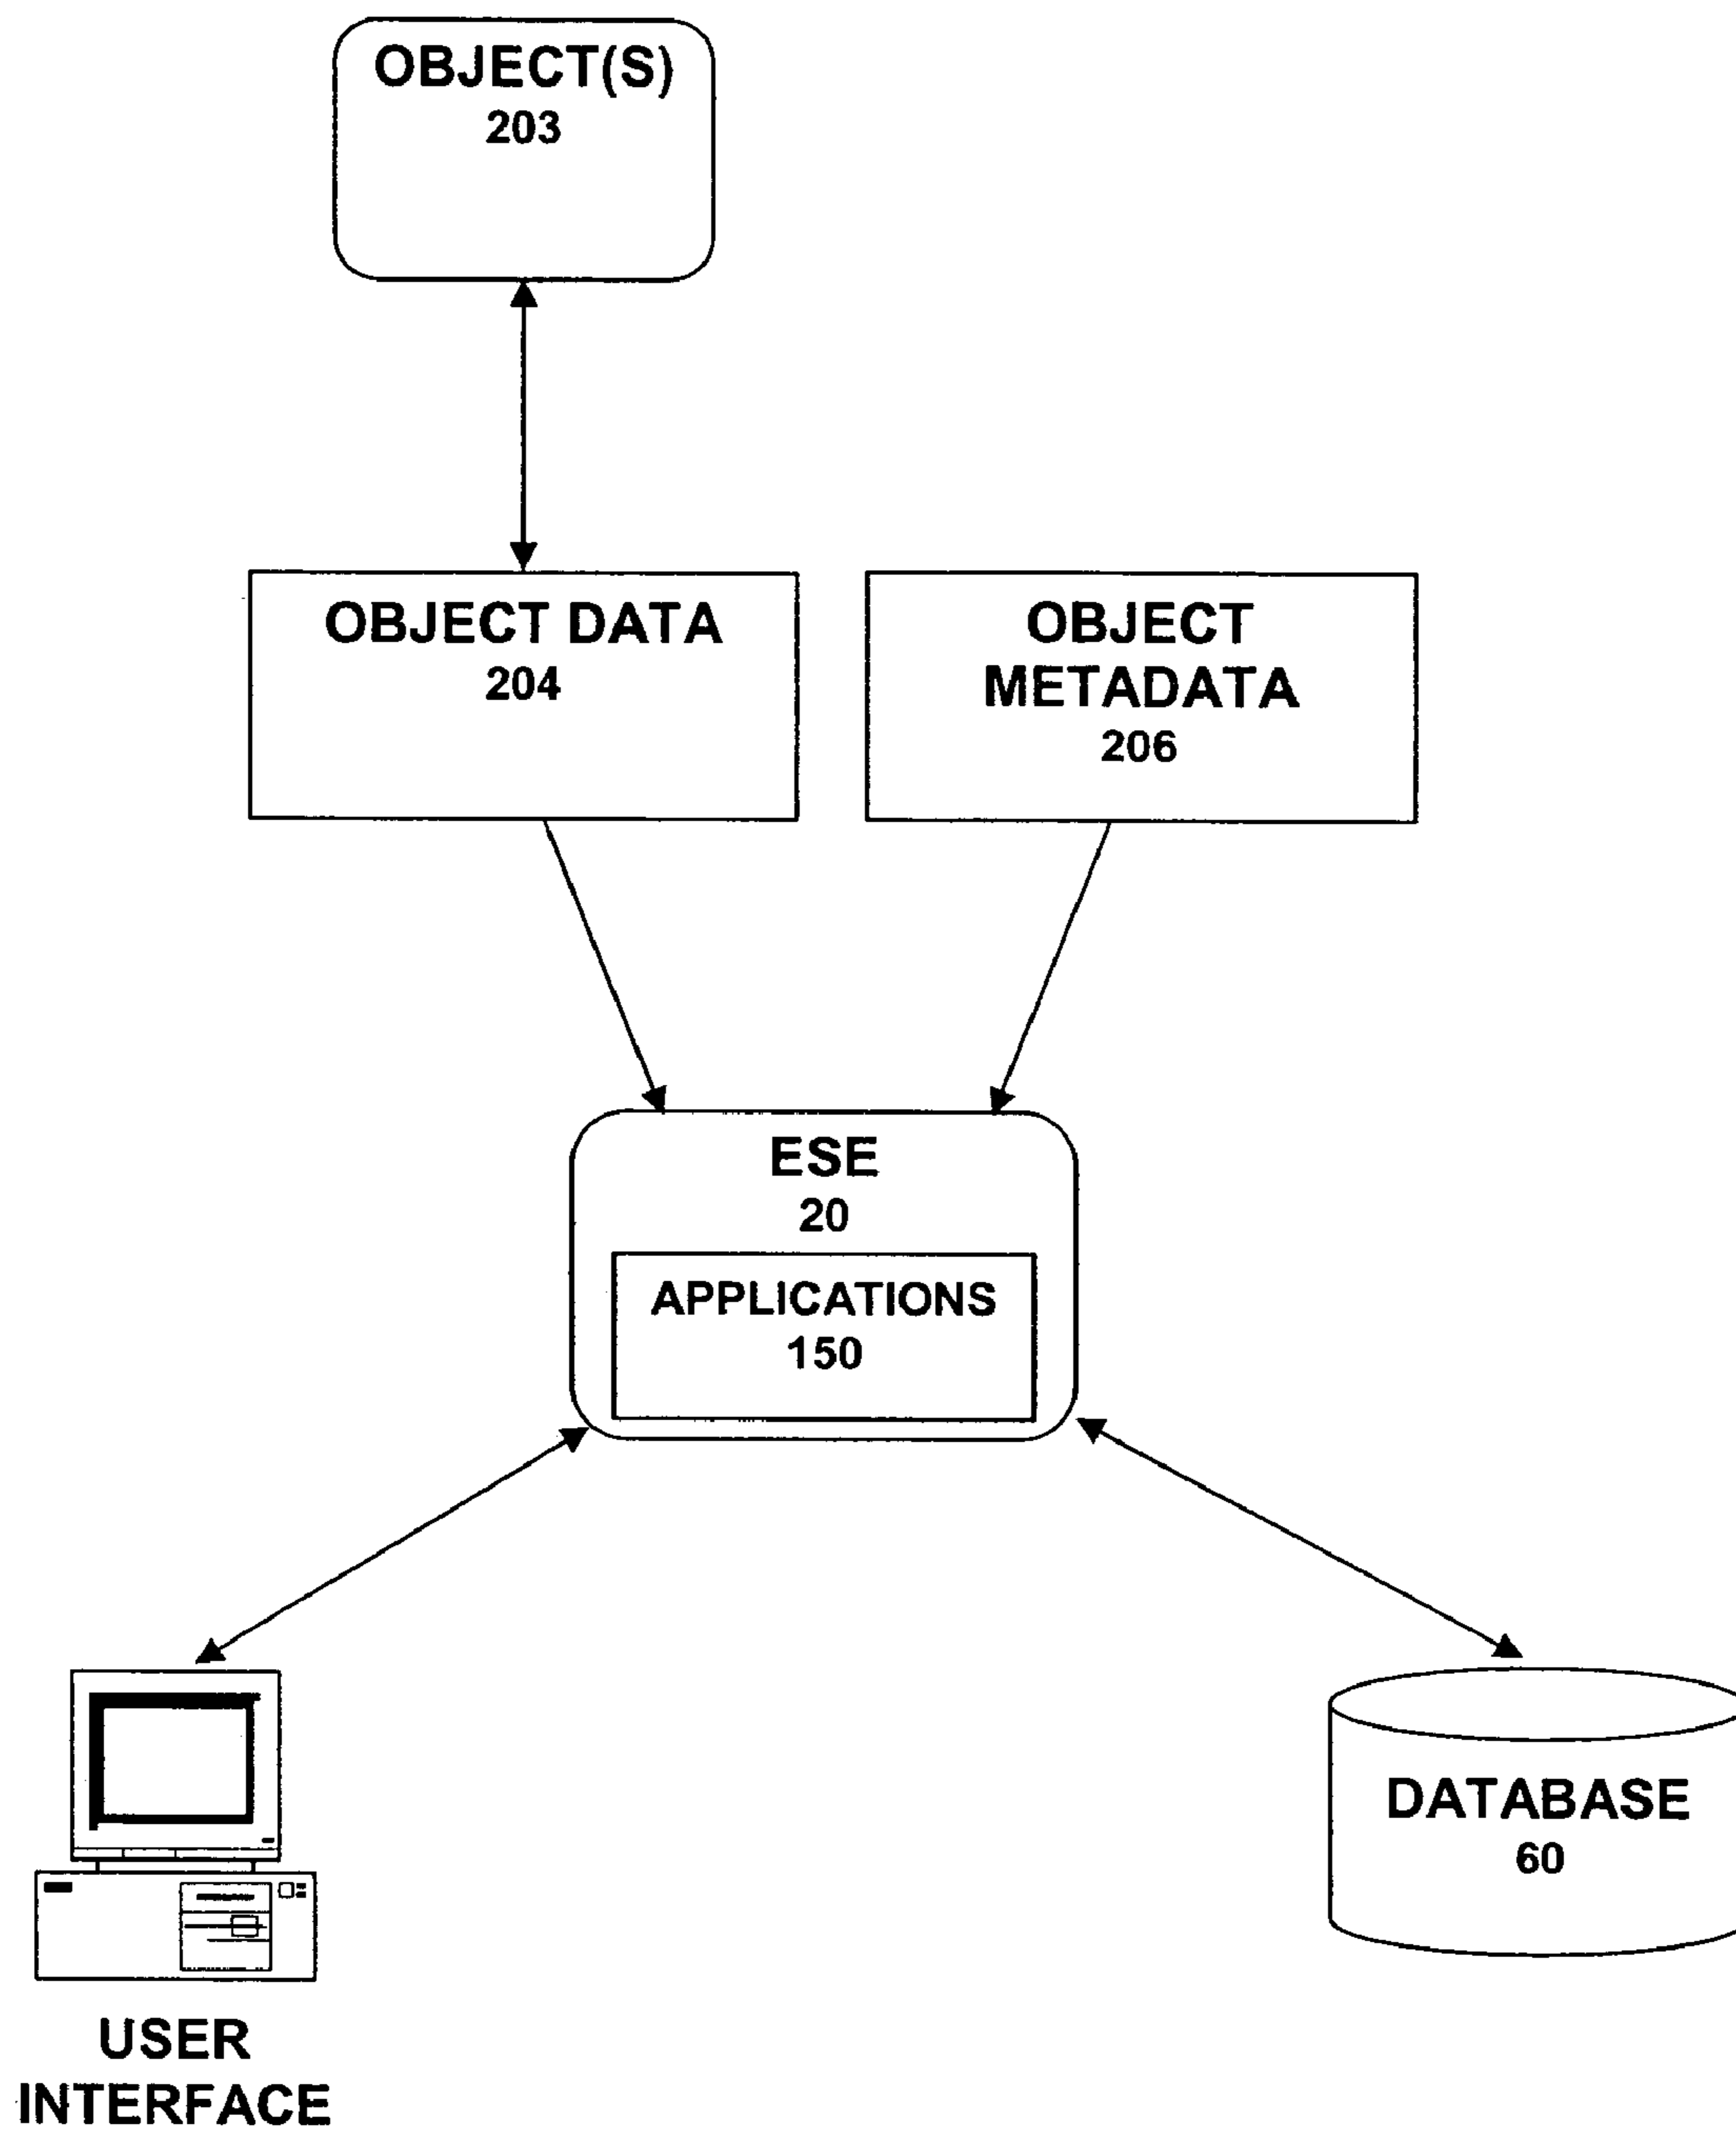 OBJECT(S)
203
OBJECT DATA
204
OBJECT
METADATA
206
ESE
20
APPLICATIONS
150
DATABASE
60
USER
INTERFACE